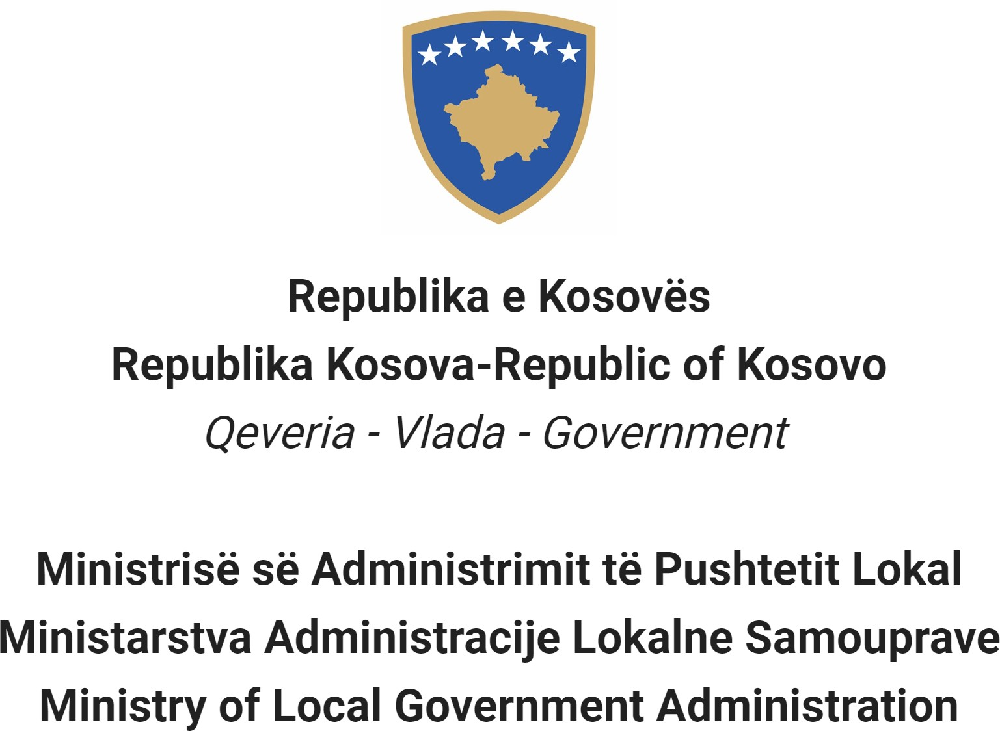 Republika e Kosovës
Republika Kosova-Republic of Kosovo
Qeveria - Vlada - Government
Ministrisë së Administrimit të Pushtetit Lokal
Ministarstva Administracije Lokalne Samouprave
Ministry of Local Government Administration